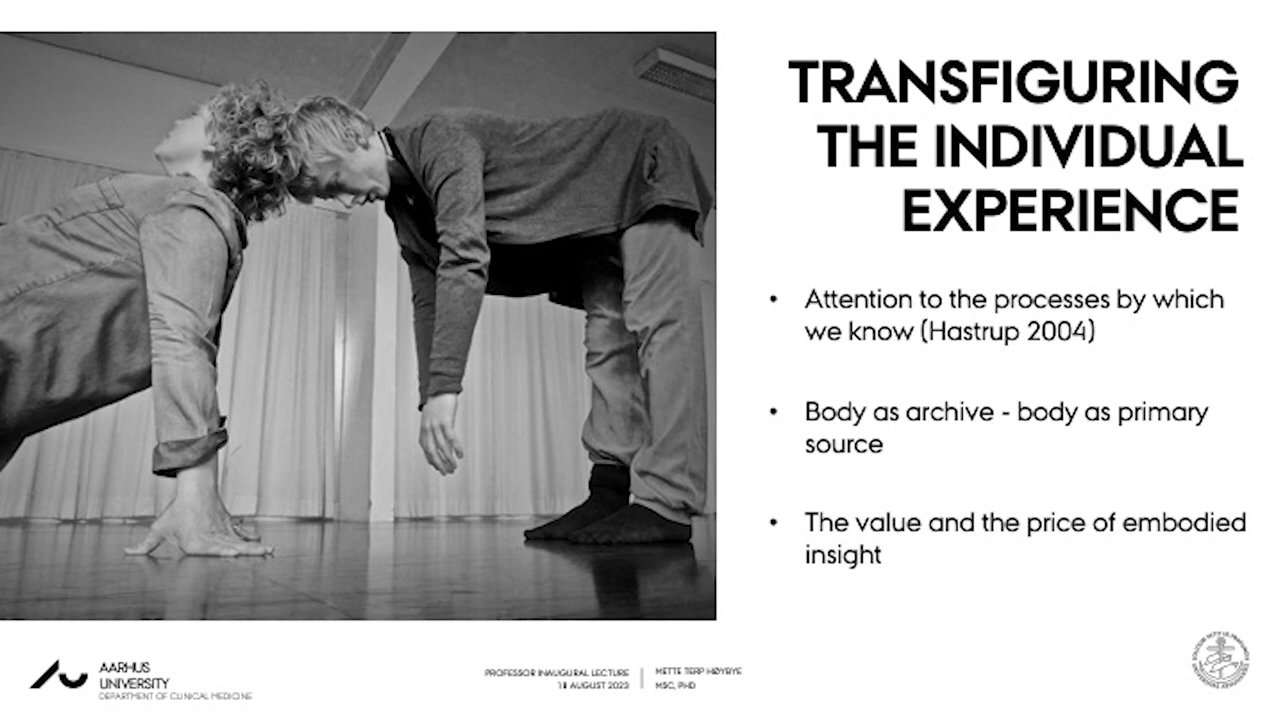 TRANSFIGURING
THE INDIVIDUAL
EXPERIENCE
• Attention to the processes by which
we know (Hastrup 2004)
• Body as archive - body as primary
source
• The value and the price of embodied
insight
AARHUS
UNIVERSITY
DEPARTMENT OF CLINICAL MEDICINE
PROFESSOR INAUGURAL LECTURE
18 AUGUST 2023
METTE TERP HØYBYE
MSC, PHD